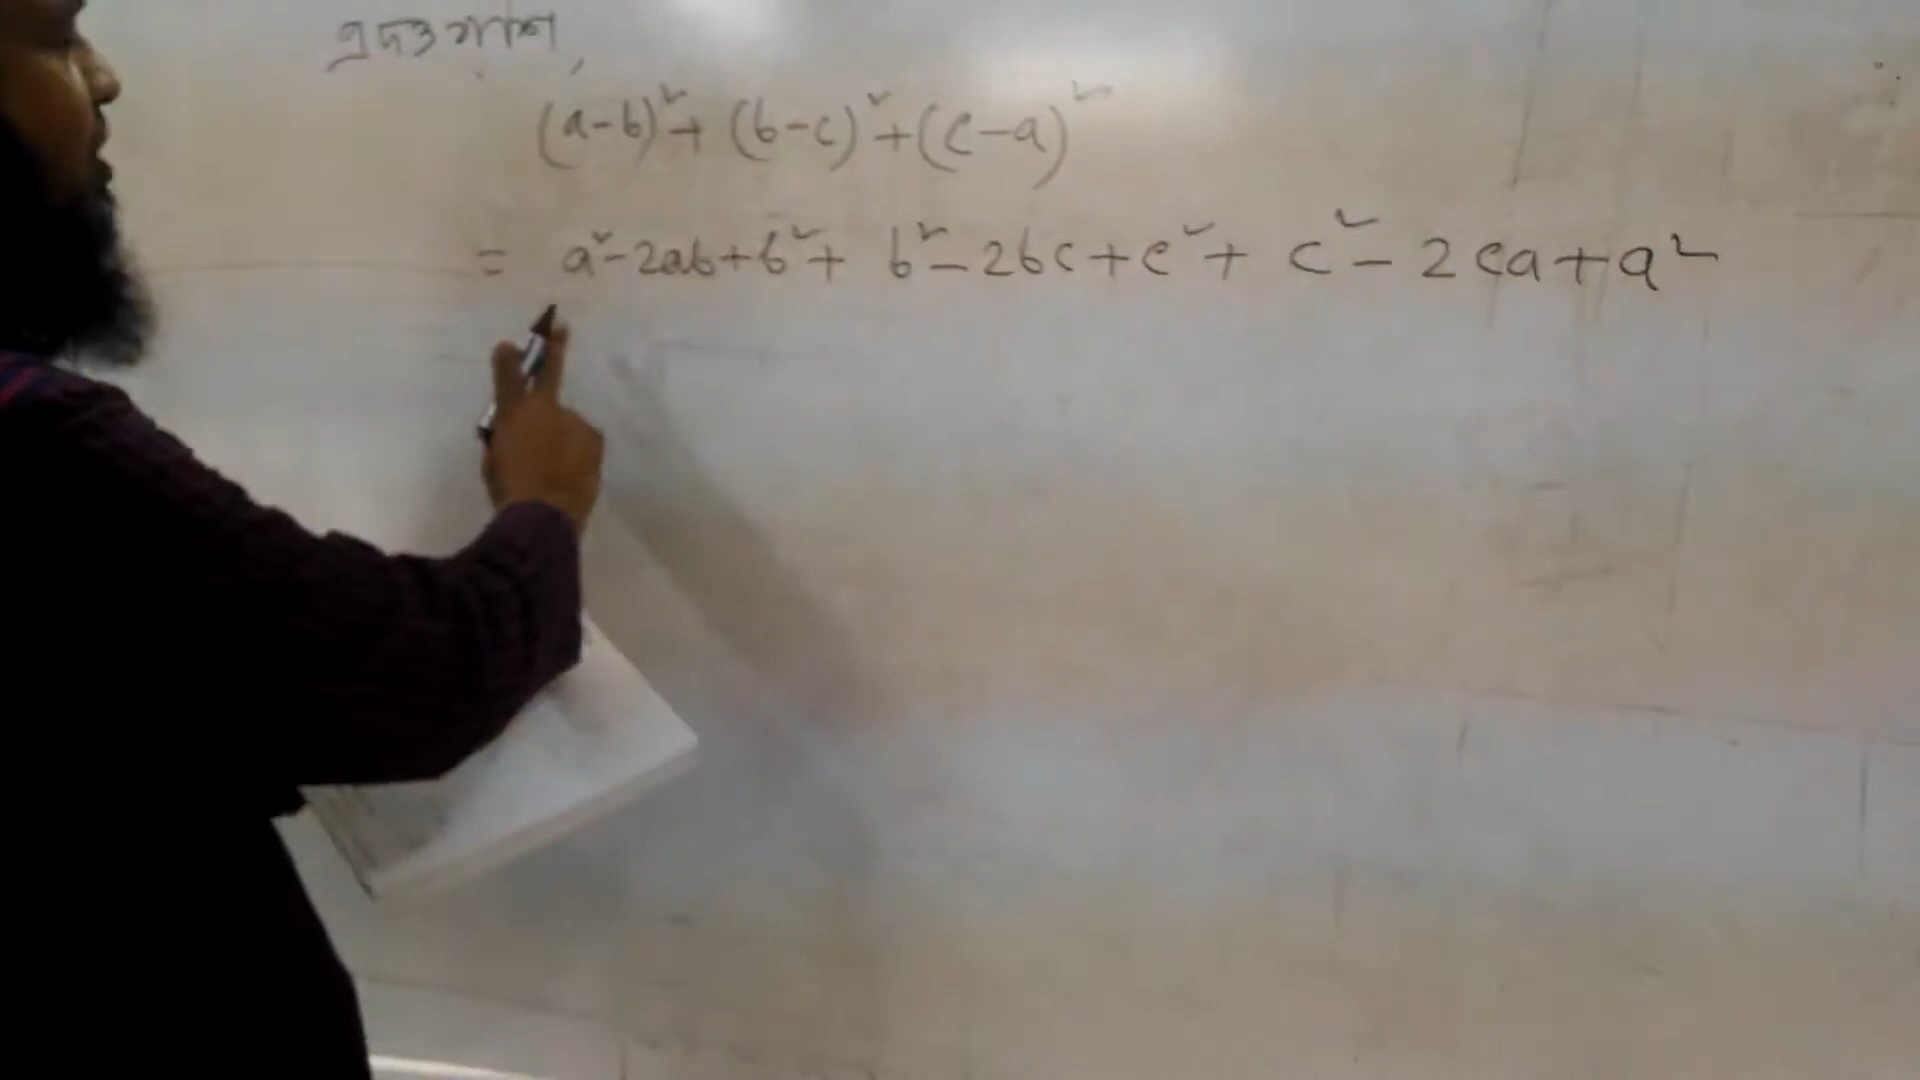 প্রদত্ত রাশি,
(a-b)²+(b-c)²+(c-a)²
= a²-2ab+b²+ b²-2bc+c²+ c²-2ca+a²